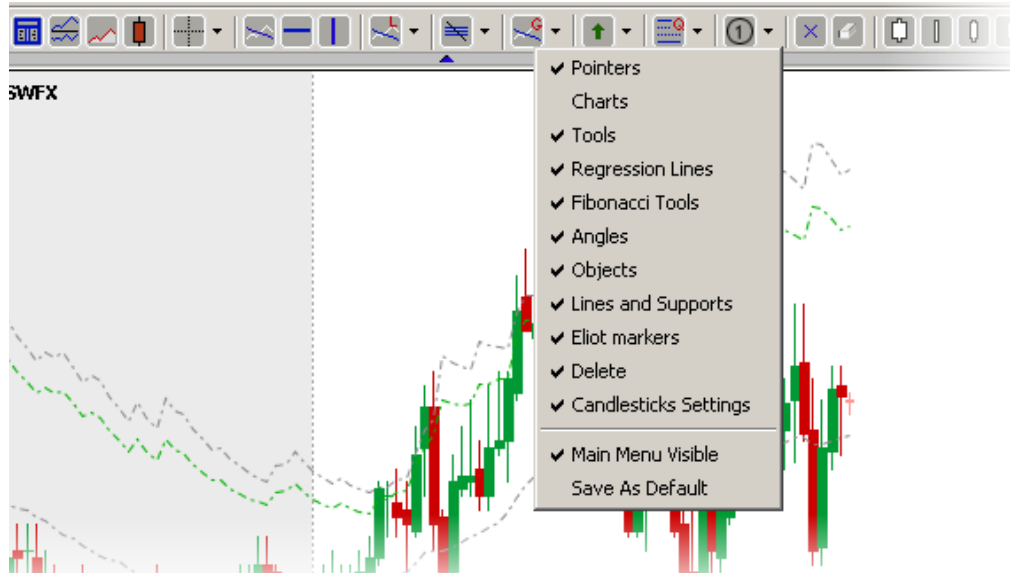 L
G
Q
1
SWFX
Pointers
Charts
Tools
Regression Lines
Fibonacci Tools
Angles
Objects
Lines and Supports
Eliot markers
Delete
Candlesticks Settings
Main Menu Visible
Save As Default